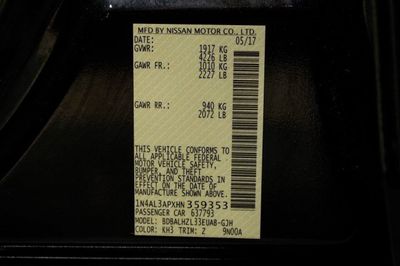 MFD BY NISSAN MOTOR CO., LTD.
DATE: 05/17
GVWR: 1917 KG
4226 LB
GAWR FR: 1010 KG
2227 LB
GAWR RR: 940 KG
2072 LB
THIS VEHICLE CONFORMS TO
ALL APPLICABLE FEDERAL
MOTOR VEHICLE SAFETY,
BUMPER, AND THEFT
PREVENTION STANDARDS IN
EFFECT ON THE DATE OF
MANUFACTURE SHOWN ABOVE.
1N4AL3APXHN 359353
PASSENGER CAR 637793
MODEL: BDBALHZL33EUAB-GJH
COLOR: KH3 TRIM: Z 9N00A